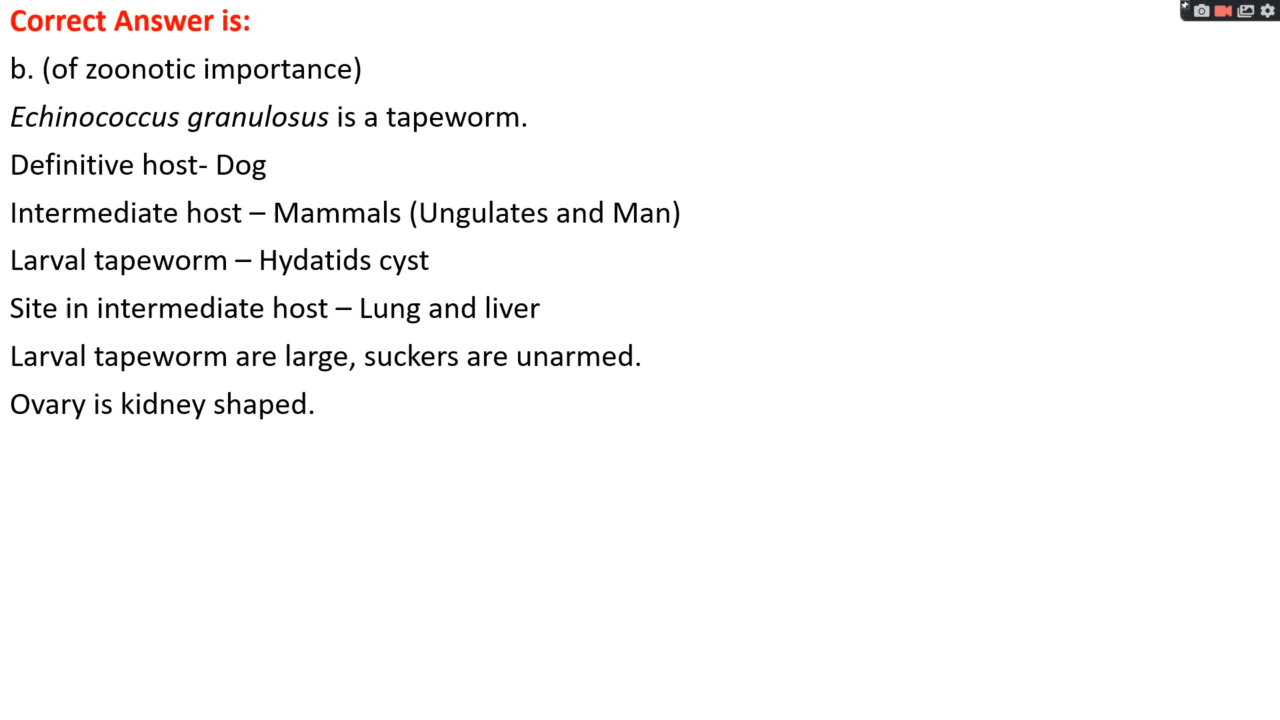 Correct Answer is:
b. (of zoonotic importance)
Echinococcus granulosus is a tapeworm.
Definitive host- Dog
Intermediate host – Mammals (Ungulates and Man)
Larval tapeworm – Hydatids cyst
Site in intermediate host – Lung and liver
Larval tapeworm are large, suckers are unarmed.
Ovary is kidney shaped.